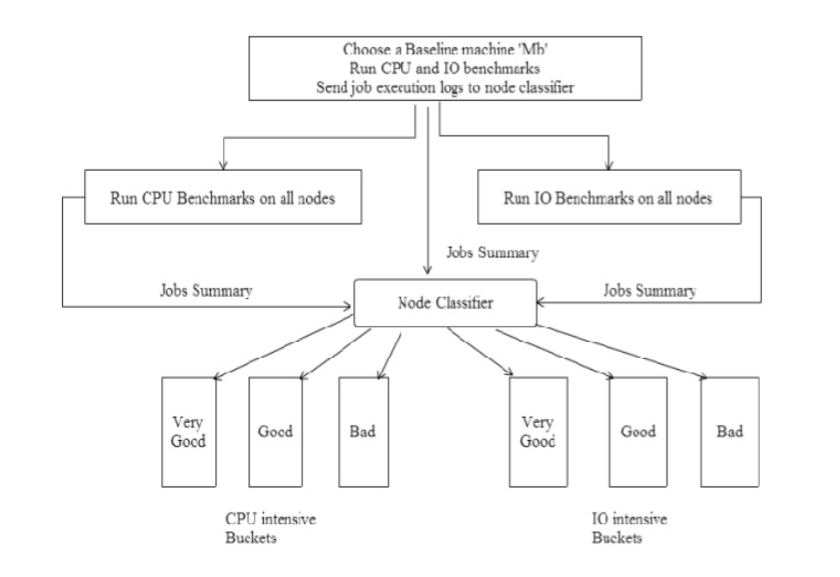 Choose a Baseline machine 'Mb'
Run CPU and IO benchmarks
Send job execution logs to node classifier
Run CPU Benchmarks on all nodes
Run IO Benchmarks on all nodes
Jobs Summary
Jobs Summary
Jobs Summary
Node Classifier
Very
Good
Good
Bad
Very
Good
Good
Bad
CPU intensive
Buckets
IO intensive
Buckets